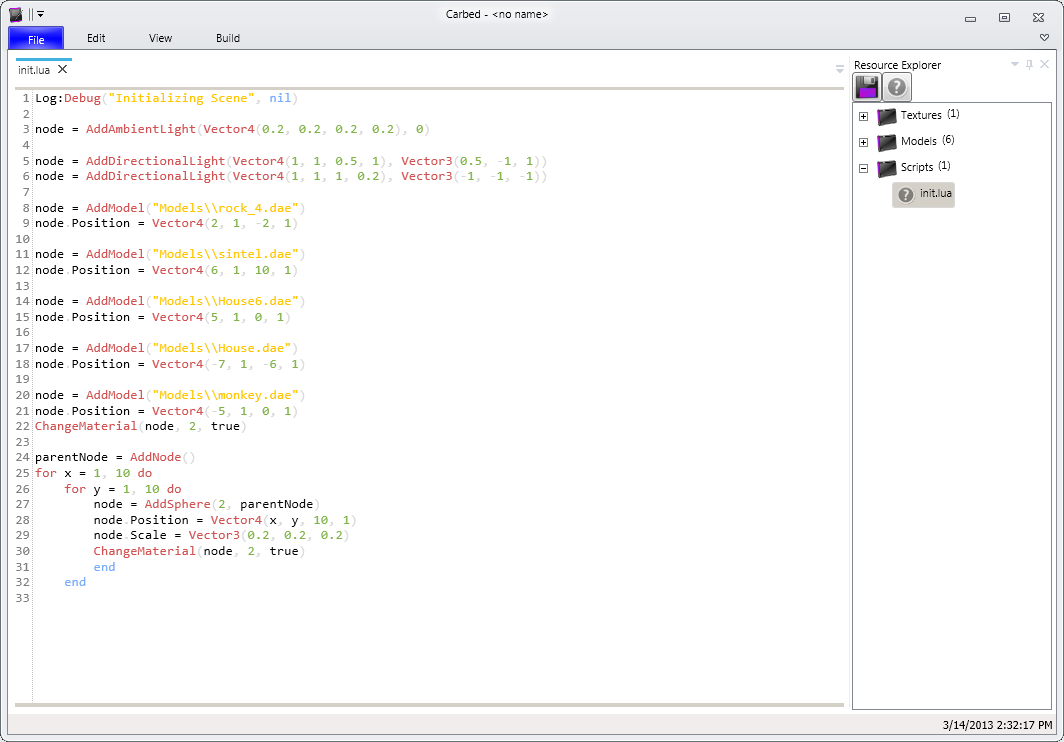 Carbed - <no name>
File Edit View Build
init.lua
Resource Explorer
1 Log:Debug("Initializing Scene", nil)
2
3 node = AddAmbientLight(Vector4(0.2, 0.2, 0.2, 0.2), 0)
4
5 node = AddDirectionalLight(Vector4(1, 1, 0.5, 1), Vector3(0.5, -1, 1))
6 node = AddDirectionalLight(Vector4(1, 1, 1, 0.2), Vector3(-1, -1, -1))
7
8 node = AddModel("Models\\rock_4.dae")
9 node.Position = Vector4(2, 1, -2, 1)
10
11 node = AddModel("Models\\sintel.dae")
12 node.Position = Vector4(6, 1, 10, 1)
13
14 node = AddModel("Models\\House6.dae")
15 node.Position = Vector4(5, 1, 0, 1)
16
17 node = AddModel("Models\\House.dae")
18 node.Position = Vector4(-7, 1, -6, 1)
19
20 node = AddModel("Models\\monkey.dae")
21 node.Position = Vector4(-5, 1, 0, 1)
22 ChangeMaterial(node, 2, true)
23
24 parentNode = AddNode()
25 for x = 1, 10 do
26     for y = 1, 10 do
27         node = AddSphere(2, parentNode)
28         node.Position = Vector4(x, y, 10, 1)
29         node.Scale = Vector3(0.2, 0.2, 0.2)
30         ChangeMaterial(node, 2, true)
31         end
32     end
33
Textures (1)
Models (6)
Scripts (1)
init.lua
3/14/2013 2:32:17 PM